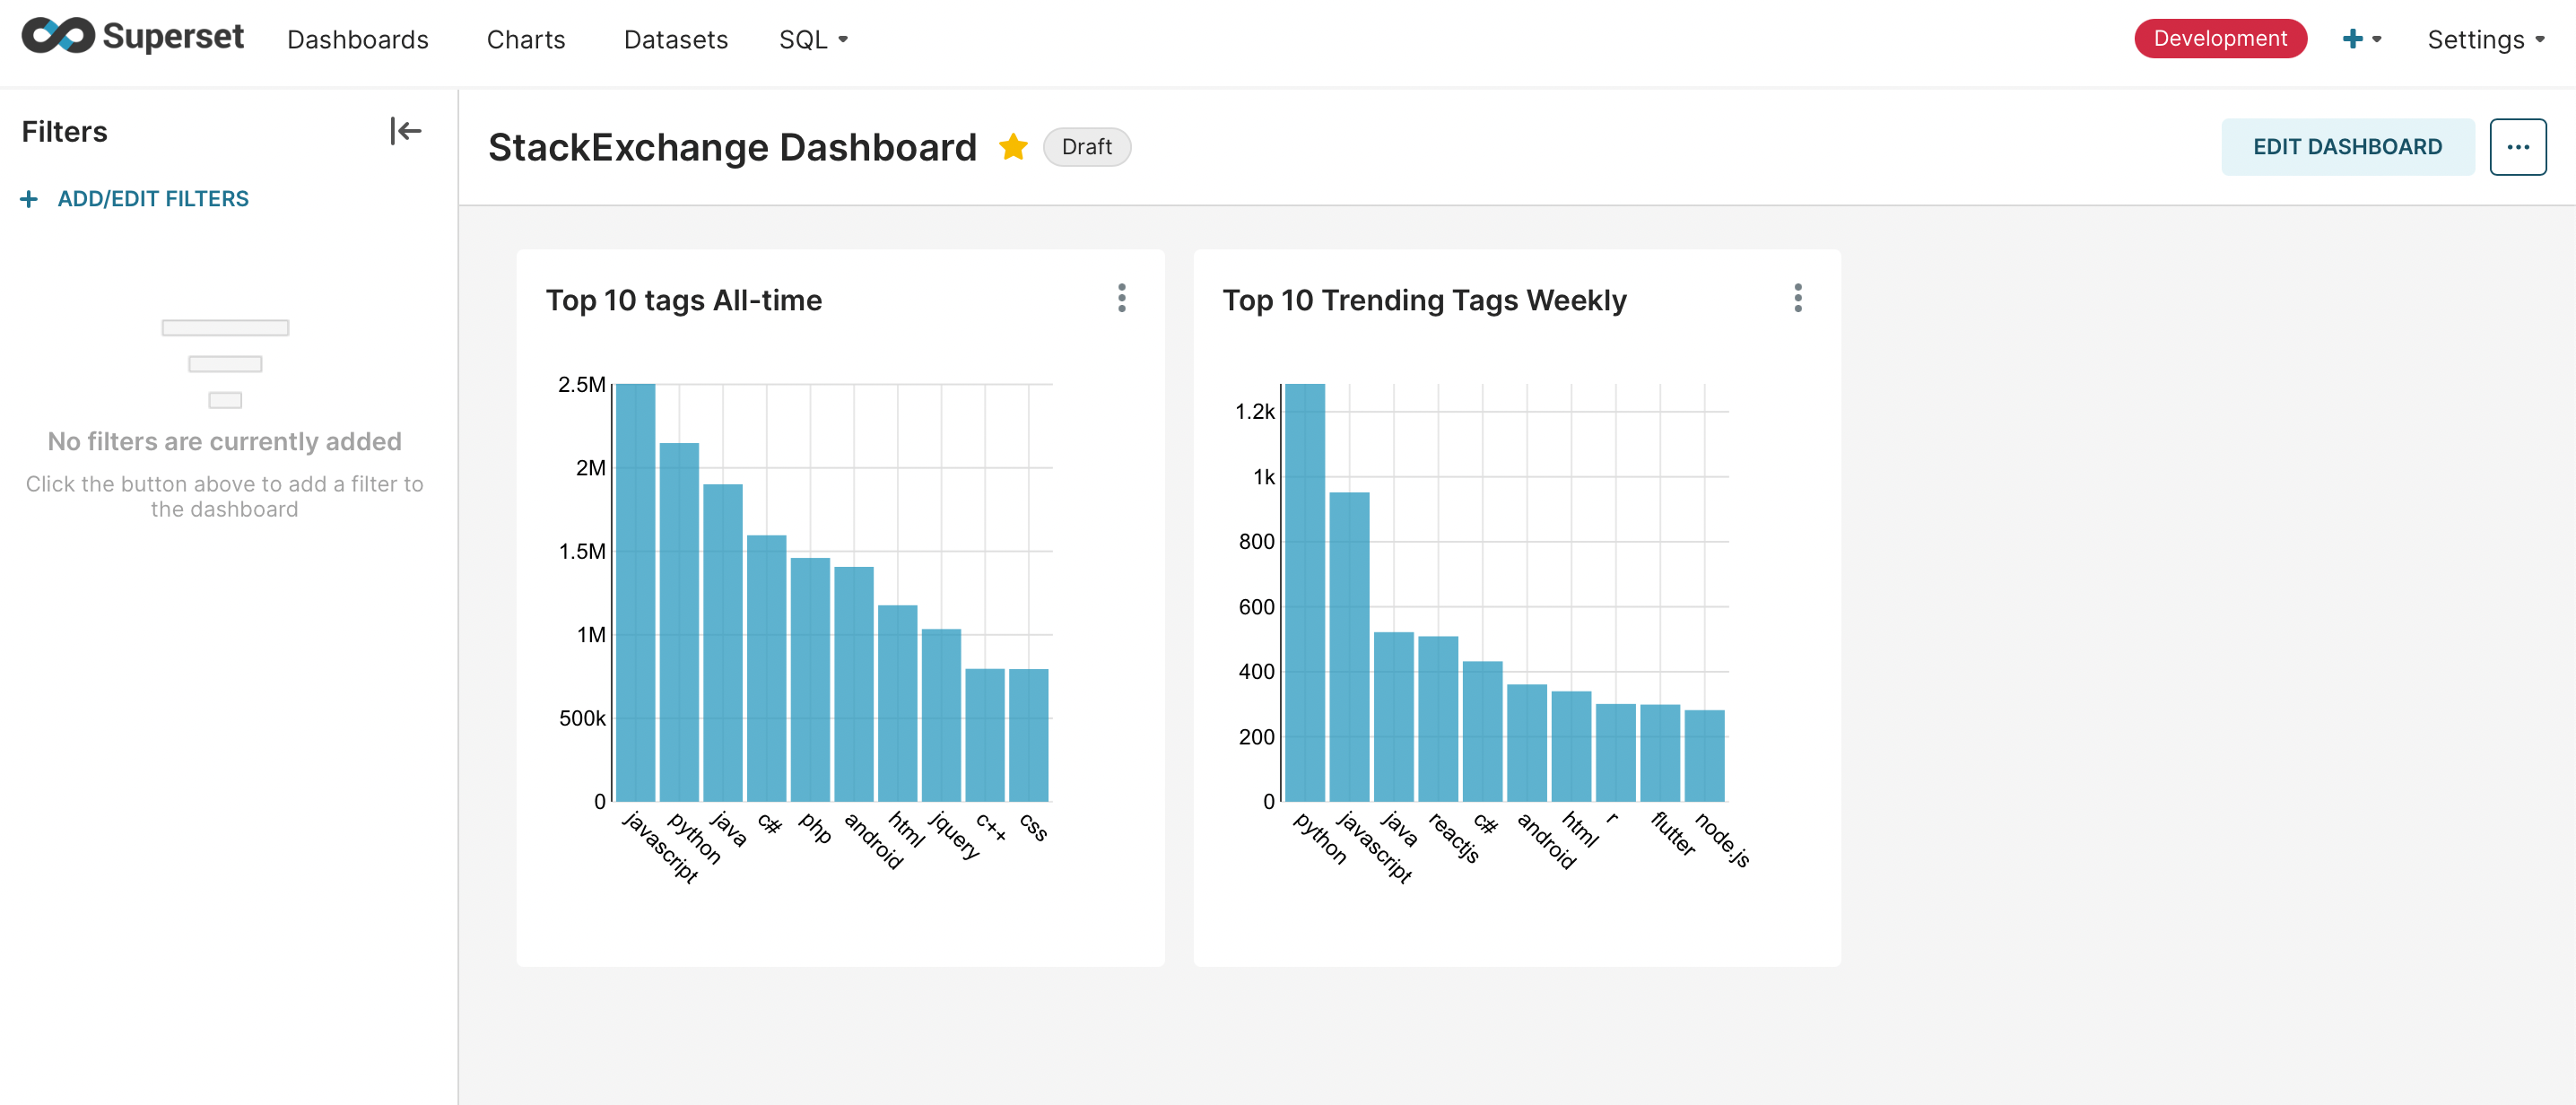 Superset
Dashboards
Charts
Datasets
SQL
Development
Settings
Filters
ADD/EDIT FILTERS
No filters are currently added
Click the button above to add a filter to
the dashboard
StackExchange Dashboard
Draft
EDIT DASHBOARD
Top 10 tags All-time
2.5M
2M
1.5M
1M
500k
0
javascript
python
java
c#
php
android
html
jquery
c++
css
Top 10 Trending Tags Weekly
1.2k
1k
800
600
400
200
0
python
javascript
java
reactjs
c#
android
html
r
flutter
node.js